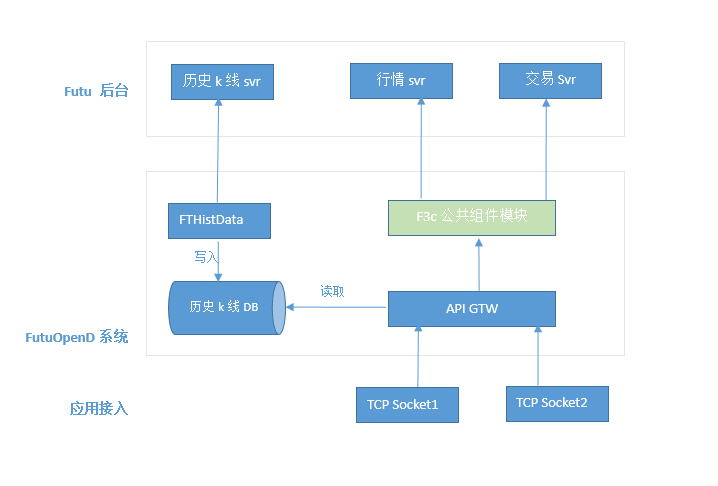 历史 k 线 svr
行情 svr
交易 Svr
Futu 后台
FTHistData
F3c 公共组件模块
写入
读取
历史 k 线 DB
API GTW
FutuOpenD 系统
TCP Socket1
TCP Socket2
应用接入